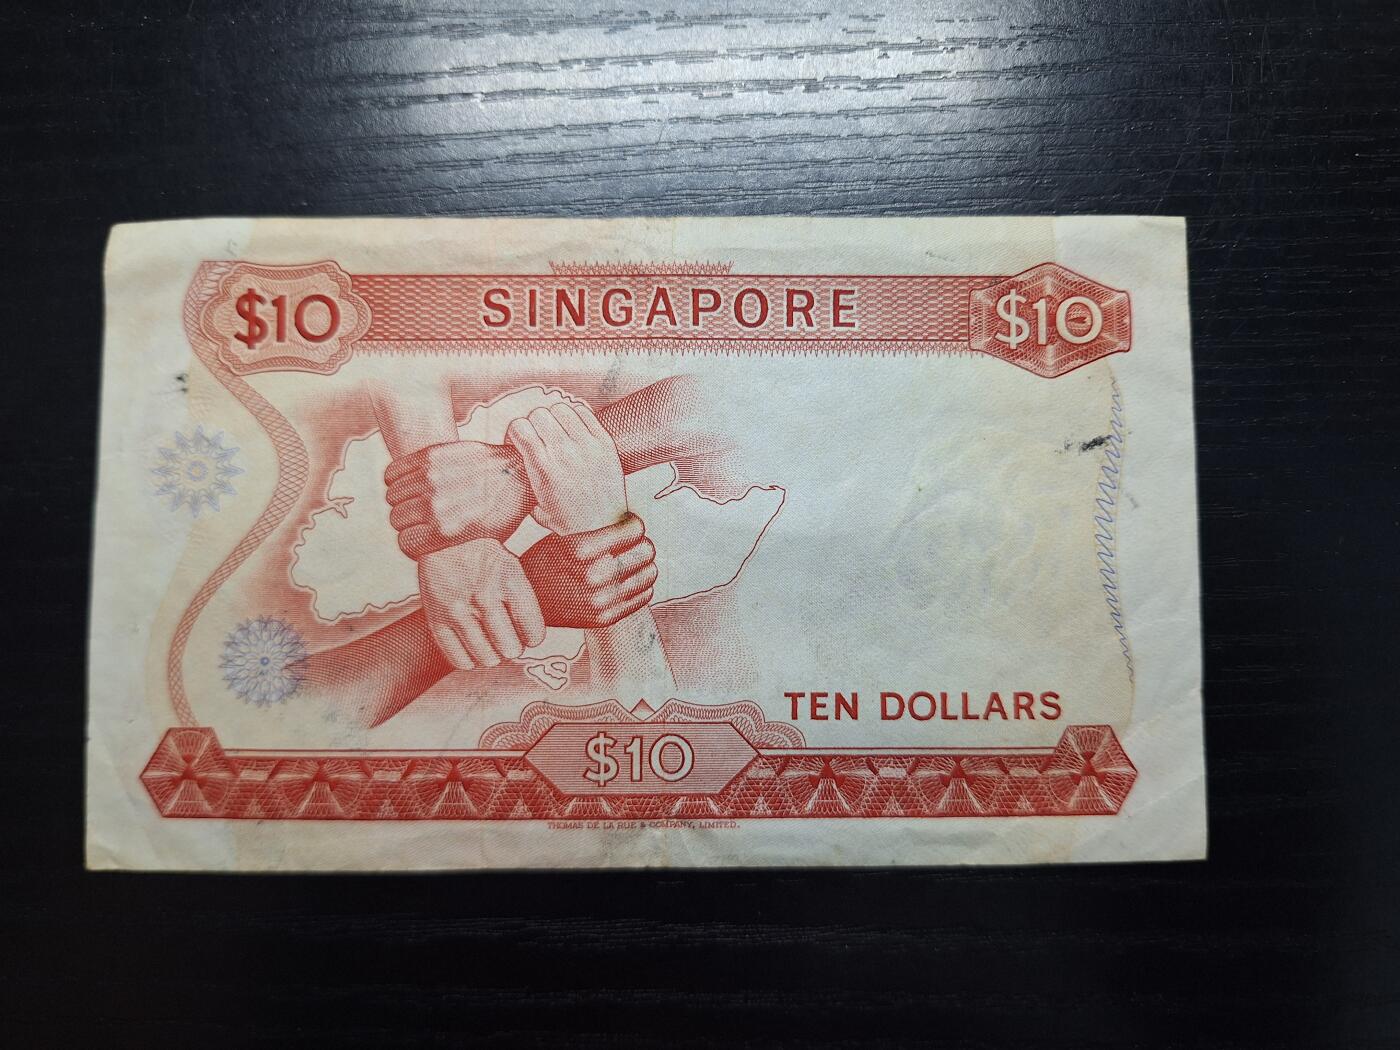 $10 SINGAPORE $10
TEN DOLLARS
$10
THOMAS DE LA RUE & COMPANY, LIMITED.